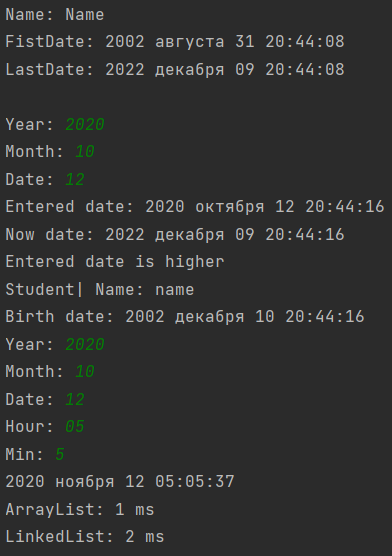 Name: Name
FistDate: 2002 августа 31 20:44:08
LastDate: 2022 декабря 09 20:44:08
Year: 2020
Month: 10
Date: 12
Entered date: 2020 октября 12 20:44:16
Now date: 2022 декабря 09 20:44:16
Entered date is higher
Student| Name: name
Birth date: 2002 декабря 10 20:44:16
Year: 2020
Month: 10
Date: 12
Hour: 05
Min: 5
2020 ноября 12 05:05:37
ArrayList: 1 ms
LinkedList: 2 ms